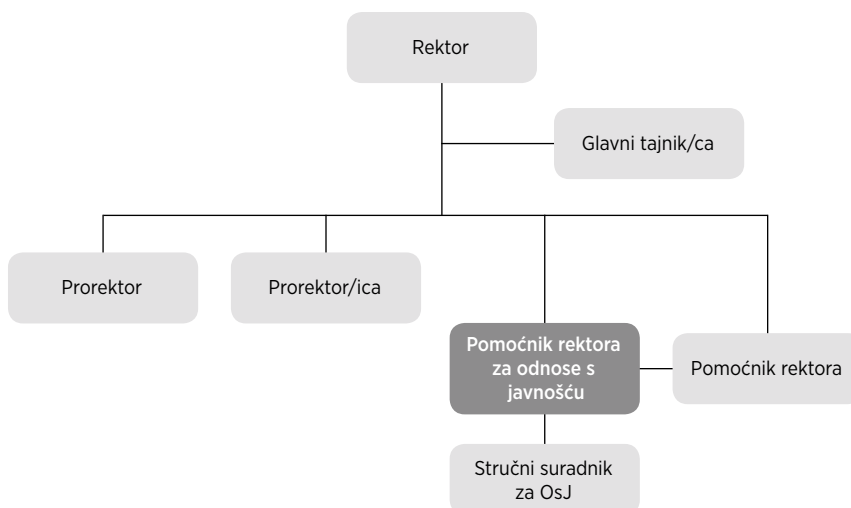 Rektor
Glavni tajnik/ca
Prorektor
Prorektor/ica
Pomoćnik rektora
za odnose s
javnošću
Pomoćnik rektora
Stručni suradnik
za OsJ